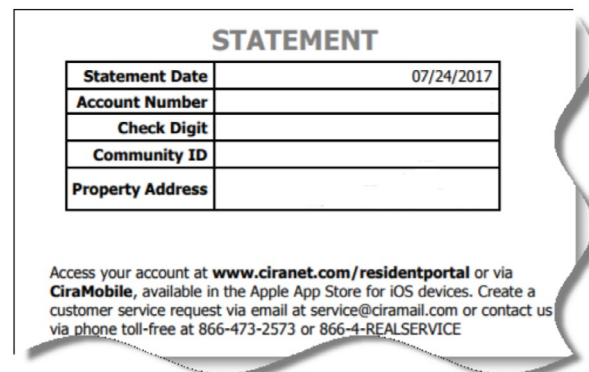 STATEMENT
Statement Date 07/24/2017
Account Number
Check Digit
Community ID
Property Address
Access your account at www.ciranet.com/residentportal or via
CiraMobile, available in the Apple App Store for iOS devices. Create a
customer service request via email at service@ciramail.com or contact us
via phone toll-free at 866-473-2573 or 866-4-REALSERVICE